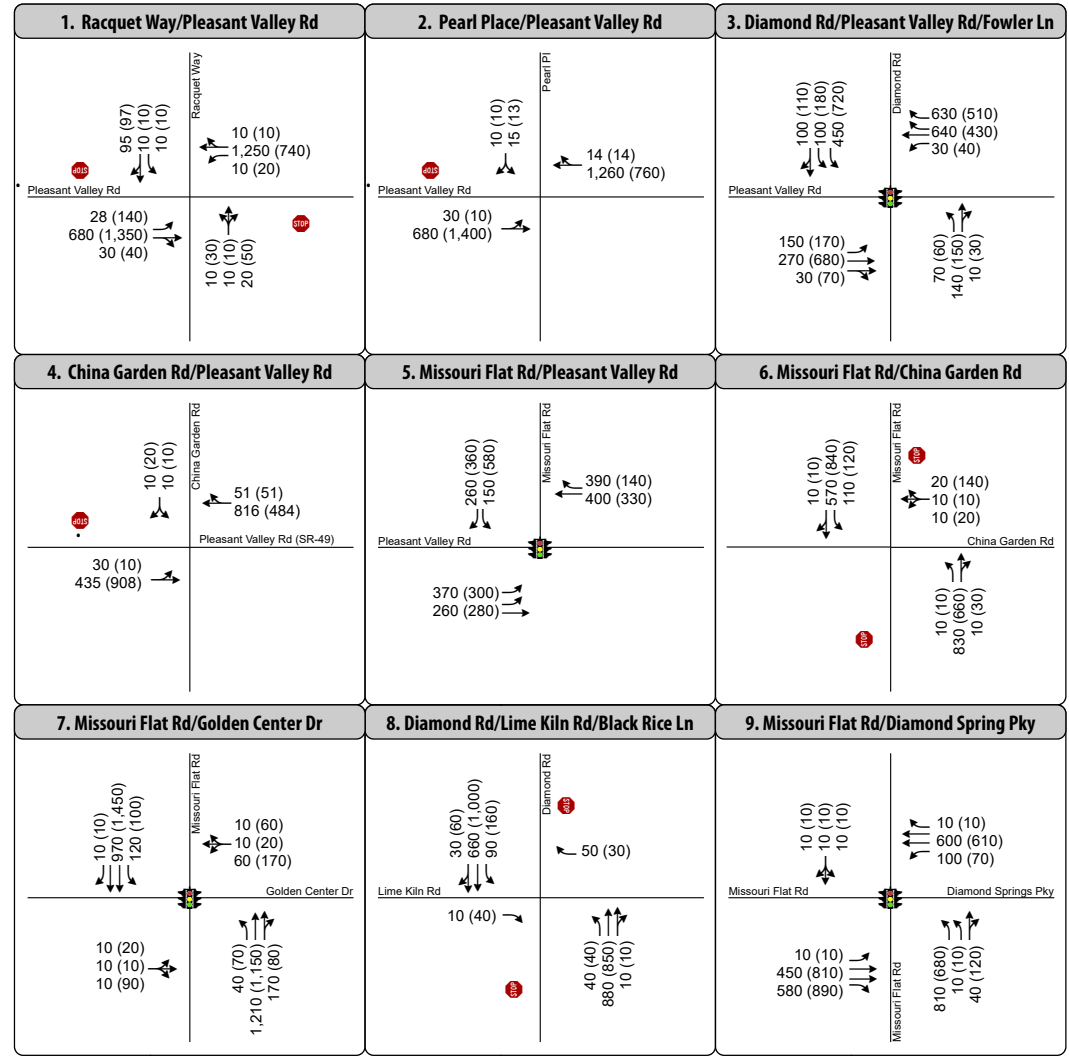 1. Racquet Way/Pleasant Valley Rd
Racquet Way
95 (97)
10 (10)
10 (10)
10 (10)
1,250 (740)
10 (20)
STOP
Pleasant Valley Rd
28 (140)
680 (1,350)
30 (40)
10 (30)
10 (10)
20 (50)
STOP
2. Pearl Place/Pleasant Valley Rd
Pearl Pl
10 (10)
15 (13)
14 (14)
1,260 (760)
STOP
Pleasant Valley Rd
30 (10)
680 (1,400)
3. Diamond Rd/Pleasant Valley Rd/Fowler Ln
Diamond Rd
100 (110)
100 (180)
450 (720)
630 (510)
640 (430)
30 (40)
Pleasant Valley Rd
150 (170)
270 (680)
30 (70)
70 (60)
140 (150)
10 (30)
4. China Garden Rd/Pleasant Valley Rd
China Garden Rd
10 (20)
10 (10)
51 (51)
816 (484)
STOP
Pleasant Valley Rd (SR-49)
30 (10)
435 (908)
5. Missouri Flat Rd/Pleasant Valley Rd
Missouri Flat Rd
260 (360)
150 (580)
390 (140)
400 (330)
Pleasant Valley Rd
370 (300)
260 (280)
6. Missouri Flat Rd/China Garden Rd
Missouri Flat Rd
STOP
10 (10)
570 (840)
110 (120)
20 (140)
10 (10)
10 (20)
China Garden Rd
10 (10)
830 (660)
10 (30)
STOP
7. Missouri Flat Rd/Golden Center Dr
Missouri Flat Rd
10 (10)
970 (1,450)
120 (100)
10 (60)
10 (20)
60 (170)
Golden Center Dr
10 (20)
10 (10)
10 (90)
40 (70)
1,210 (1,150)
170 (80)
8. Diamond Rd/Lime Kiln Rd/Black Rice Ln
Diamond Rd
STOP
30 (60)
660 (1,000)
90 (160)
50 (30)
Lime Kiln Rd
10 (40)
40 (40)
880 (850)
10 (10)
STOP
9. Missouri Flat Rd/Diamond Spring Pky
10 (10)
10 (10)
10 (10)
10 (10)
600 (610)
100 (70)
Missouri Flat Rd
Diamond Springs Pky
10 (10)
450 (810)
580 (890)
Missouri Flat Rd
810 (680)
10 (10)
40 (120)